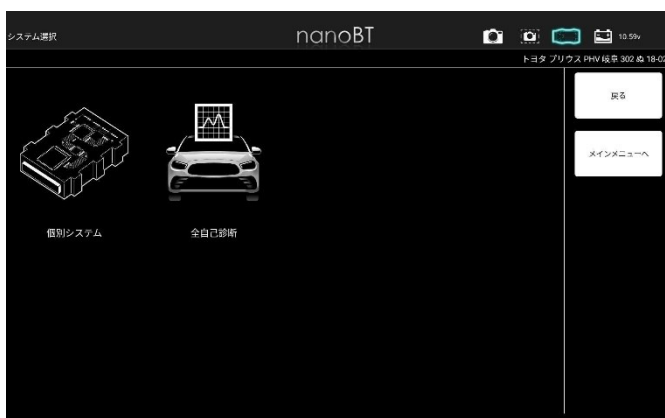 システム選択
nanoBT
10.59v
トヨタ プリウス PHV 岐阜 302 ぬ 18-02
戻る
メインメニューへ
個別システム
全自己診断